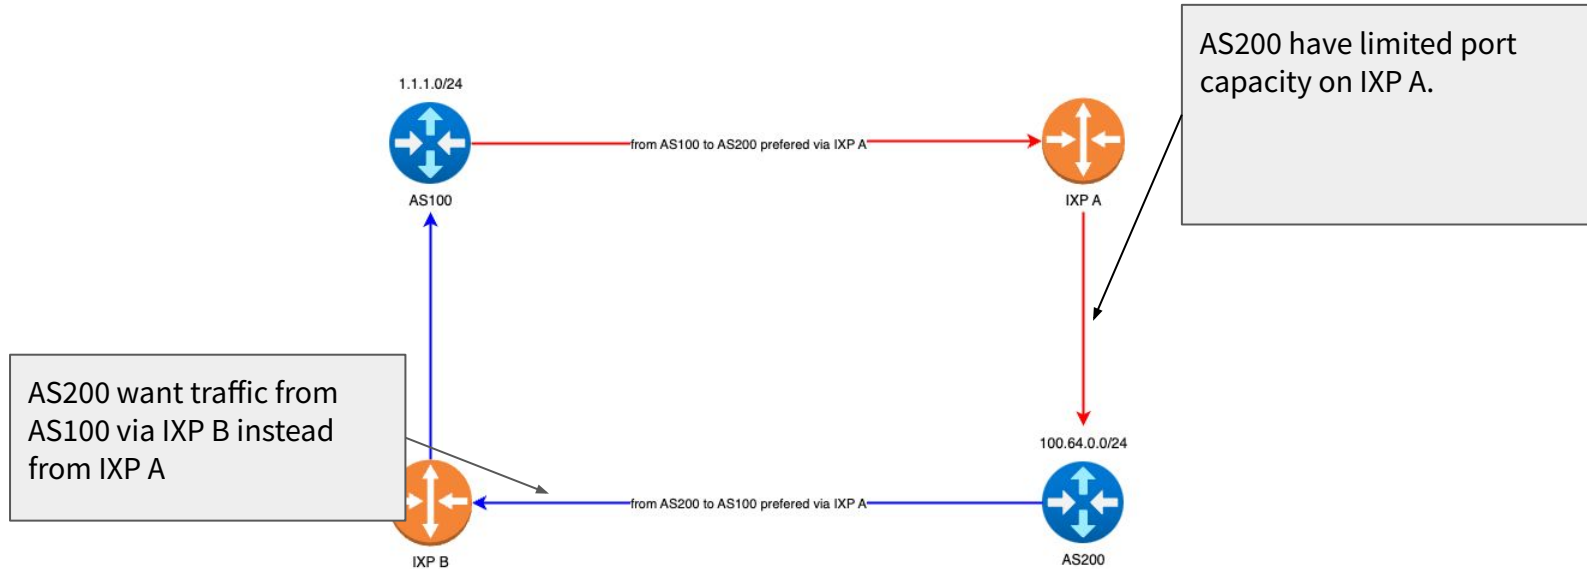 AS200 have limited port
capacity on IXP A.
1.1.1.0/24
from AS100 to AS200 prefered via IXP A
AS100
IXP A
AS200 want traffic from
AS100 via IXP B instead
from IXP A
100.64.0.0/24
from AS200 to AS100 prefered via IXP A
IXP B
AS200